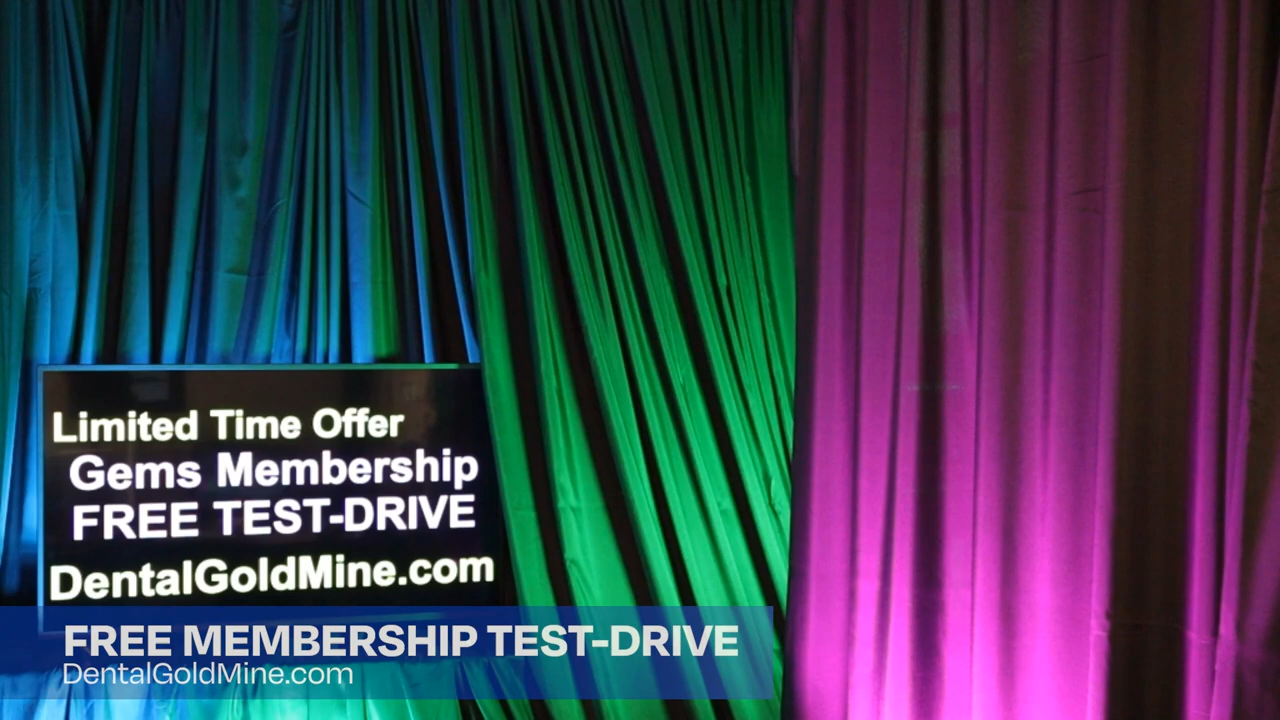 Limited Time Offer
Gems Membership
FREE TEST-DRIVE
DentalGoldMine.com
FREE MEMBERSHIP TEST-DRIVE
DentalGoldMine.com